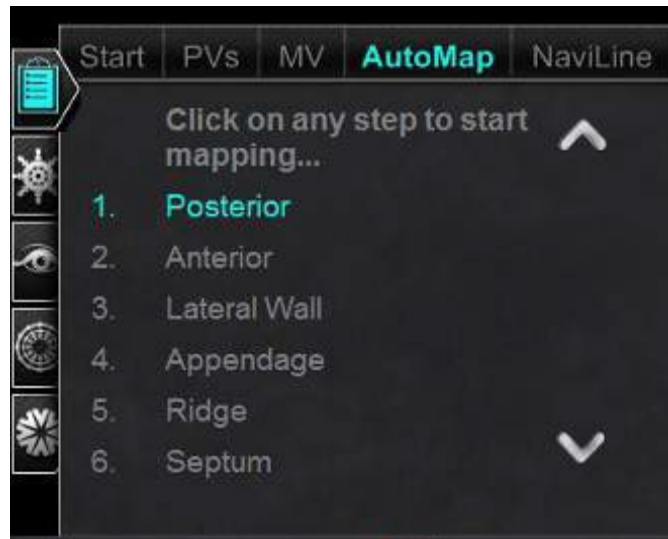 Start PVs MV AutoMap NaviLine
Click on any step to start
mapping...
1. Posterior
2. Anterior
3. Lateral Wall
4. Appendage
5. Ridge
6. Septum